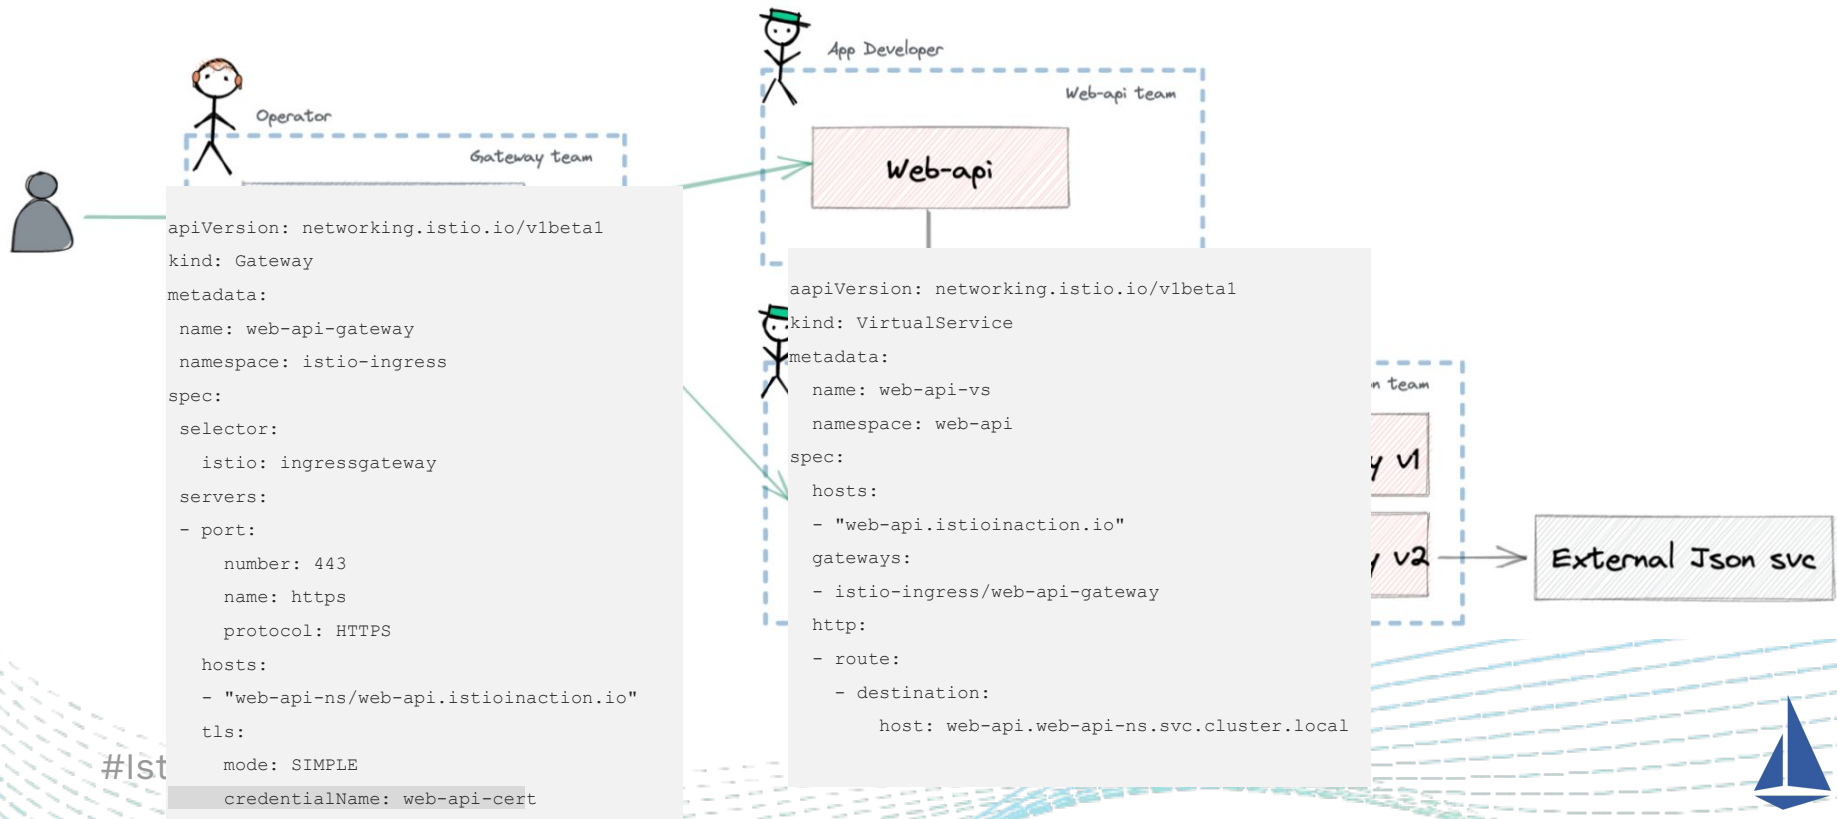 App Developer
Web-api team
Operator
Gateway team
Web-api
apiVersion: networking.istio.io/v1beta1
kind: Gateway
metadata:
 name: web-api-gateway
 namespace: istio-ingress
spec:
 selector:
   istio: ingressgateway
 servers:
 - port:
     number: 443
     name: https
     protocol: HTTPS
   hosts:
   - "web-api-ns/web-api.istioinaction.io"
   tls:
     mode: SIMPLE
     credentialName: web-api-cert
aapiVersion: networking.istio.io/v1beta1
kind: VirtualService
metadata:
  name: web-api-vs
  namespace: web-api
spec:
  hosts:
  - "web-api.istioinaction.io"
  gateways:
  - istio-ingress/web-api-gateway
  http:
  - route:
    - destination:
        host: web-api.web-api-ns.svc.cluster.local
n team
y v1
y v2
External Json svc
#Ist